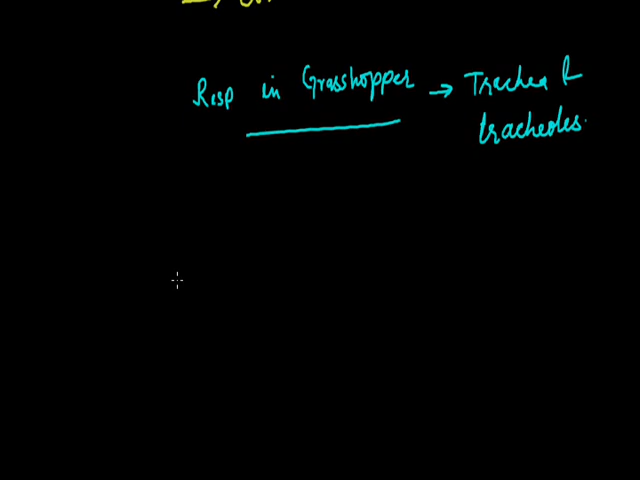 Resp in Grasshopper → Trachea &
tracheoles.